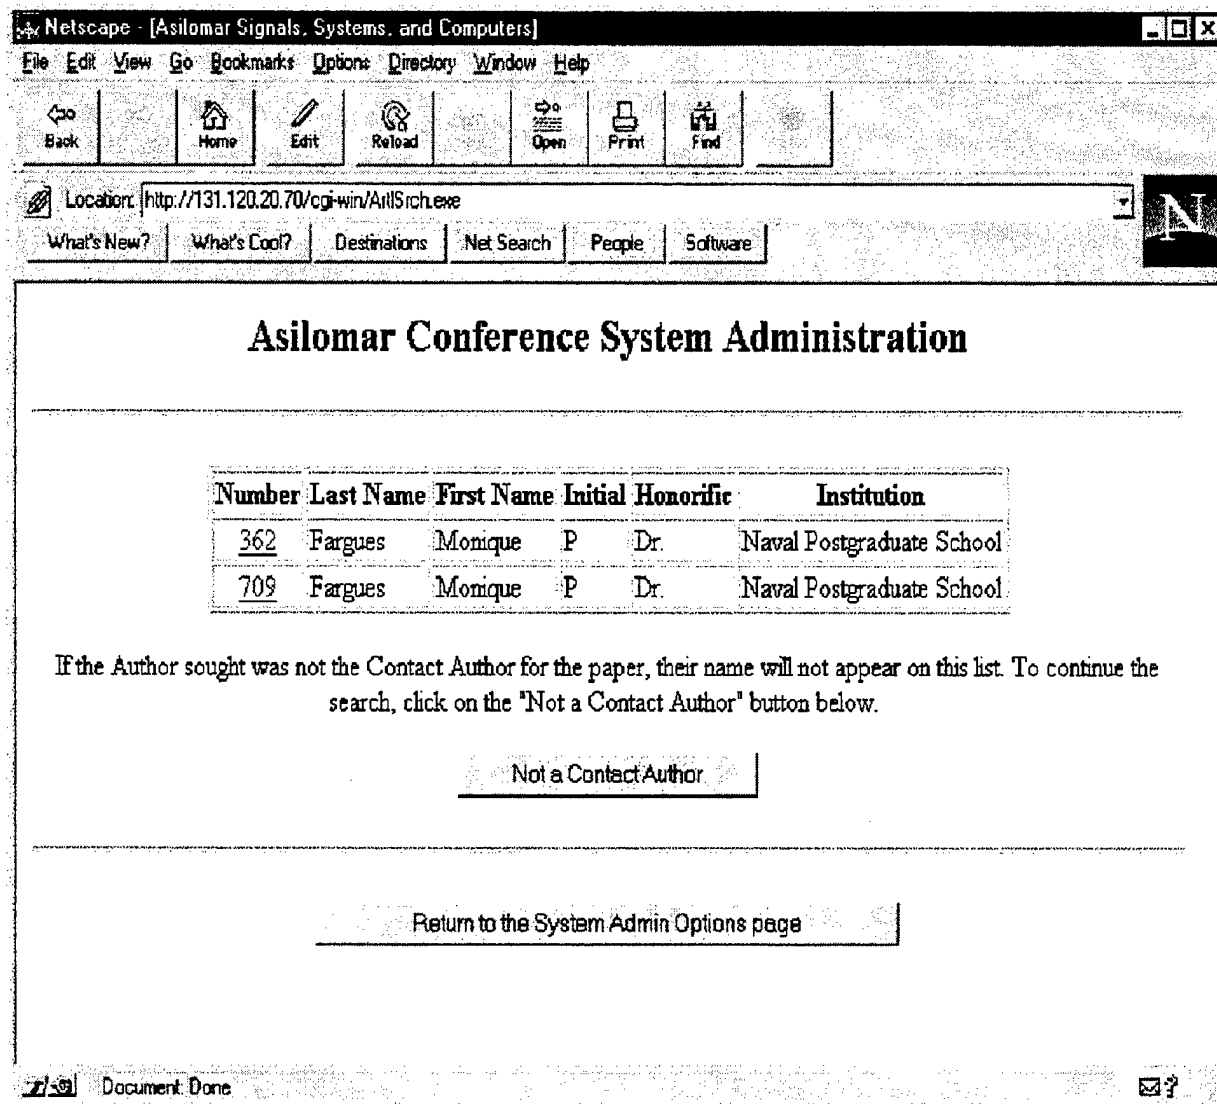 Netscape - [Asilomar Signals, Systems, and Computers]
File Edit View Go Bookmarks Options Directory Window Help
Back Home Edit Reload Open Print Find
Location: http://131.120.20.70/cgi-win/ArtlSrch.exe
What's New? What's Cool? Destinations Net Search People Software
N
Asilomar Conference System Administration
Number Last Name First Name Initial Honorific Institution
362 Fargues Monique P Dr. Naval Postgraduate School
709 Fargues Monique P Dr. Naval Postgraduate School
If the Author sought was not the Contact Author for the paper, their name will not appear on this list. To continue the
search, click on the "Not a Contact Author" button below.
Not a Contact Author
Return to the System Admin Options page
Document: Done